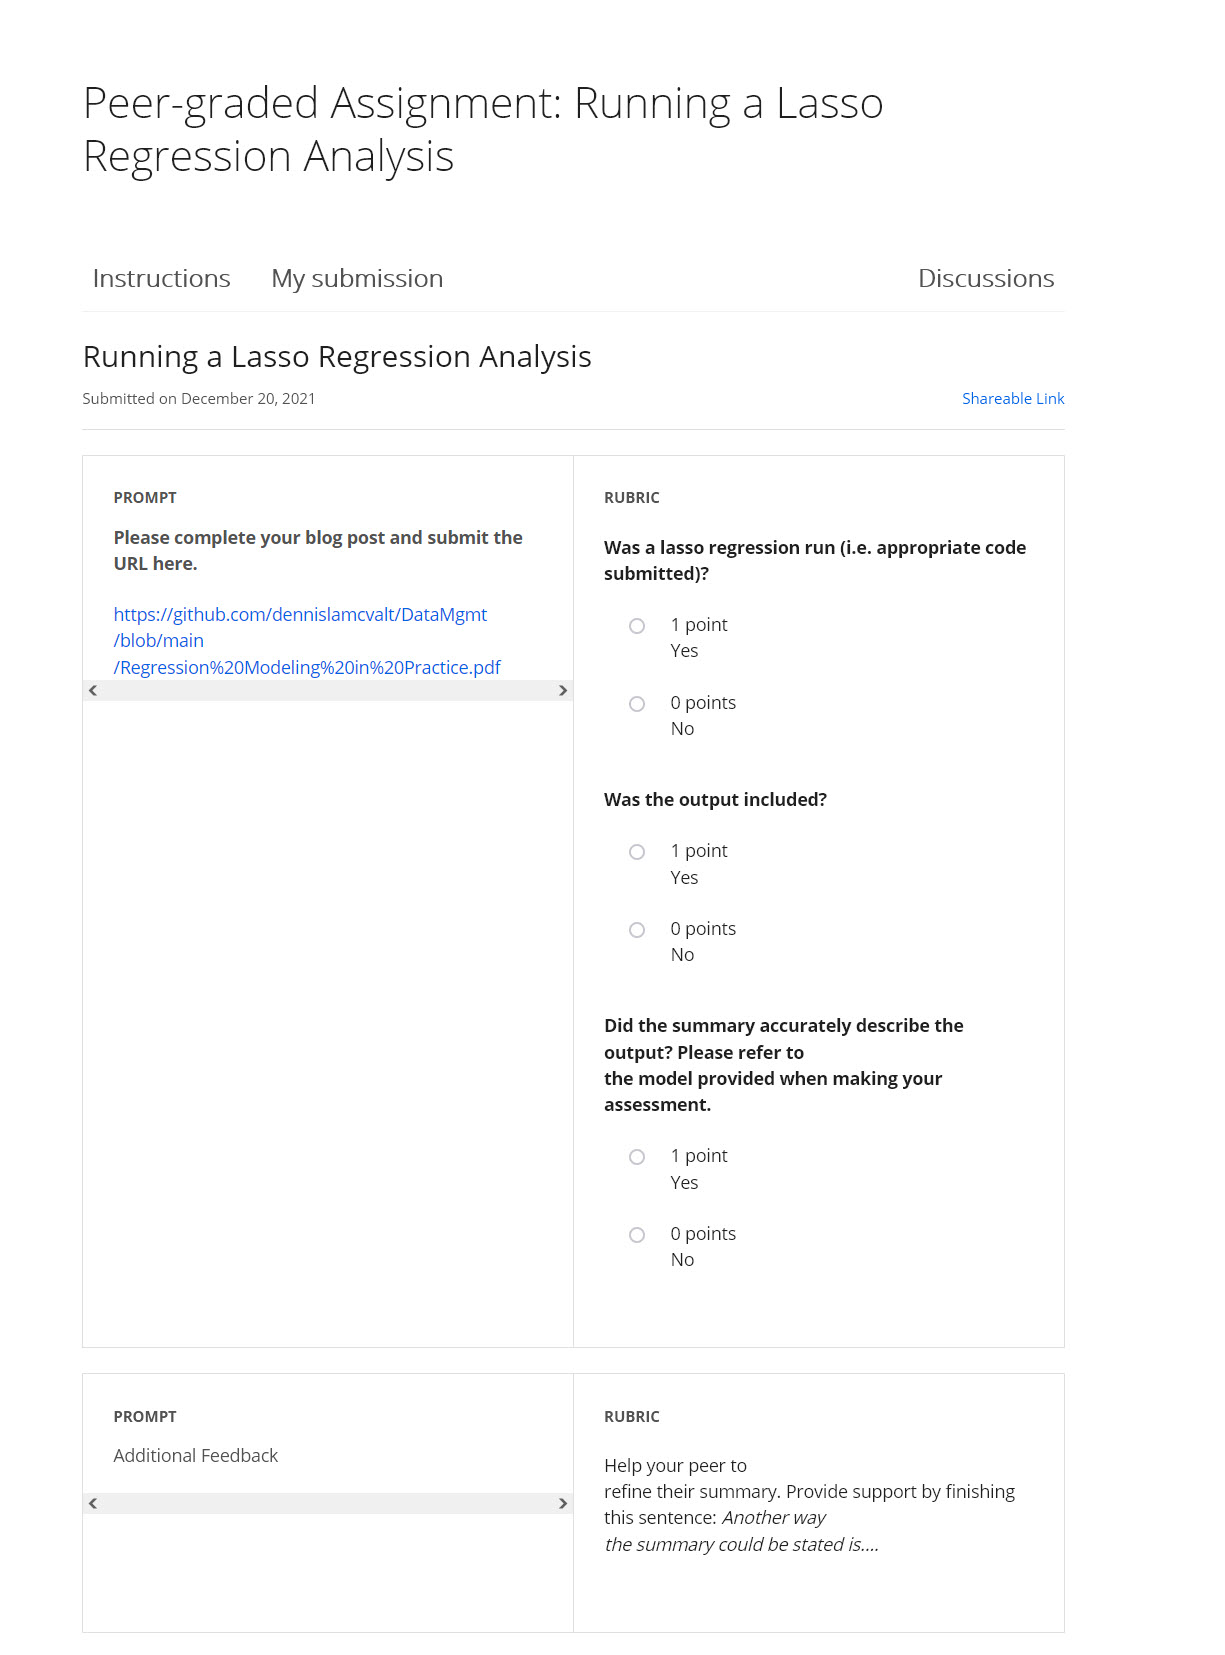 Peer-graded Assignment: Running a Lasso
Regression Analysis
Instructions
My submission
Discussions
Running a Lasso Regression Analysis
Submitted on December 20, 2021
Shareable Link
PROMPT
Please complete your blog post and submit the
URL here.
https://github.com/dennislamcvalt/DataMgmt
/blob/main
/Regression%20Modeling%20in%20Practice.pdf
RUBRIC
Was a lasso regression run (i.e. appropriate code
submitted)?
1 point
Yes
0 points
No
Was the output included?
1 point
Yes
0 points
No
Did the summary accurately describe the
output? Please refer to
the model provided when making your
assessment.
1 point
Yes
0 points
No
PROMPT
Additional Feedback
RUBRIC
Help your peer to
refine their summary. Provide support by finishing
this sentence: Another way
the summary could be stated is....